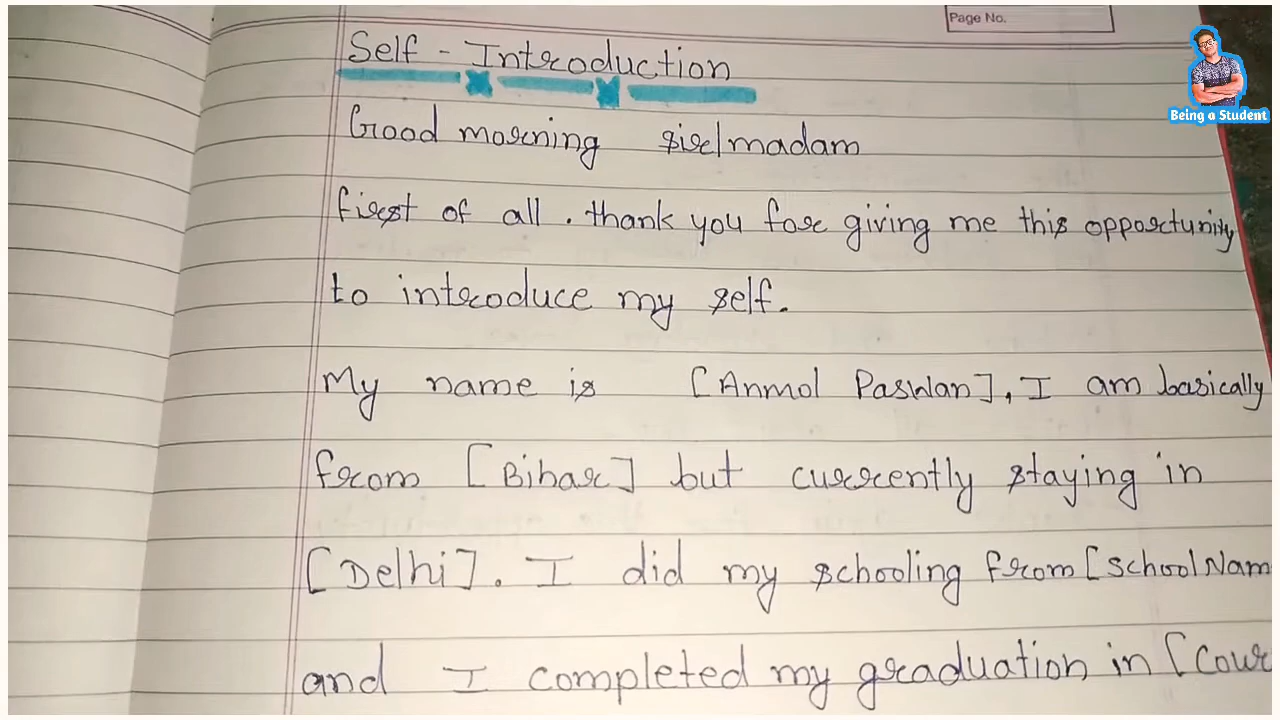 Page No.
Being a Student
Self - Introduction
Good morning sir/madam
first of all . thank you for giving me this opportunity
to introduce my self.
My name is [Anmol Paswan], I am basically
from [Bihar] but currently staying in
[Delhi]. I did my schooling from [School Nam
and I completed my graduation in [Cour